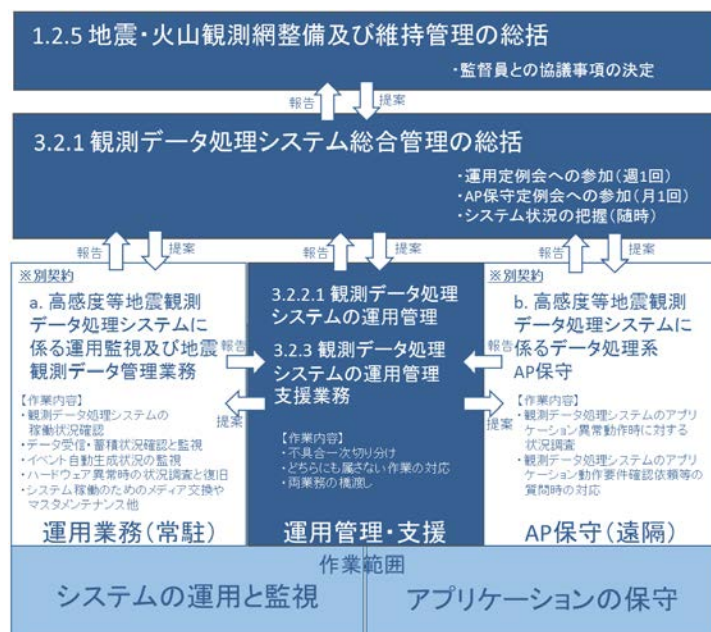 1.2.5 地震・火山観測網整備及び維持管理の総括
・監督員との協議事項の決定
報告
提案
3.2.1 観測データ処理システム総合管理の総括
・運用定例会への参加(週1回)
・AP保守定例会への参加(月1回)
・システム状況の把握(随時)
報告
提案
報告
提案
報告
提案
※別契約
a. 高感度等地震観測
データ処理システムに
係る運用監視及び地震
観測データ管理業務
【作業内容】
・観測データ処理システムの
稼働状況確認
・データ受信・蓄積状況確認と監視
・イベント自動生成状況の監視
・ハードウェア異常時の状況調査と復旧
・システム稼働のためのメディア交換や
マスタメンテナンス他
運用業務(常駐)
報告
提案
3.2.2.1 観測データ処理
システムの運用管理
3.2.3 観測データ処理
システムの運用管理
支援業務
【作業内容】
・不具合一次切り分け
・どちらにも属さない作業の対応
・両業務の橋渡し
運用管理・支援
報告
提案
※別契約
b. 高感度等地震観測
データ処理システムに
係るデータ処理系
AP保守
【作業内容】
・観測データ処理システムのアプリ
ケーション異常動作時に対する
状況調査
・観測データ処理システムのアプリ
ケーション動作要件確認依頼等の
質問時の対応
AP保守(遠隔)
作業範囲
システムの運用と監視
アプリケーションの保守